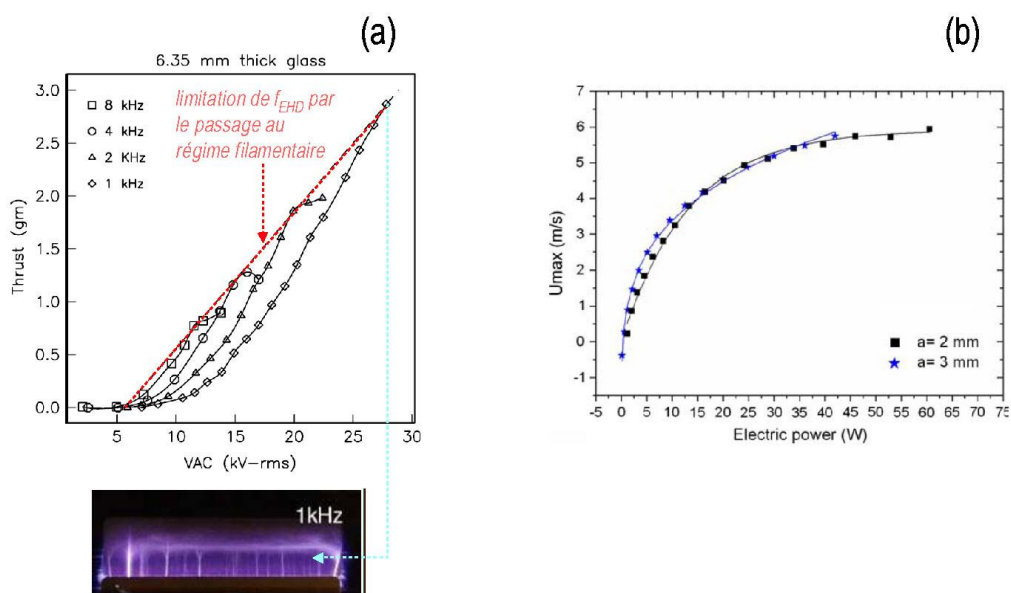 (a)
6.35 mm thick glass
3.0
2.5
2.0
1.5
1.0
0.5
0.0
Thrust (gm)
8 kHz
4 kHz
2 KHz
1 kHz
limitation de fEHD par
le passage au
régime filamentaire
5
10
15
20
25
30
VAC (kV-rms)
1kHz
(b)
7
6
5
4
3
2
1
0
-1
Umax (m/s)
a= 2 mm
a= 3 mm
-5 0 5 10 15 20 25 30 35 40 45 50 55 60 65 70 75
Electric power (W)